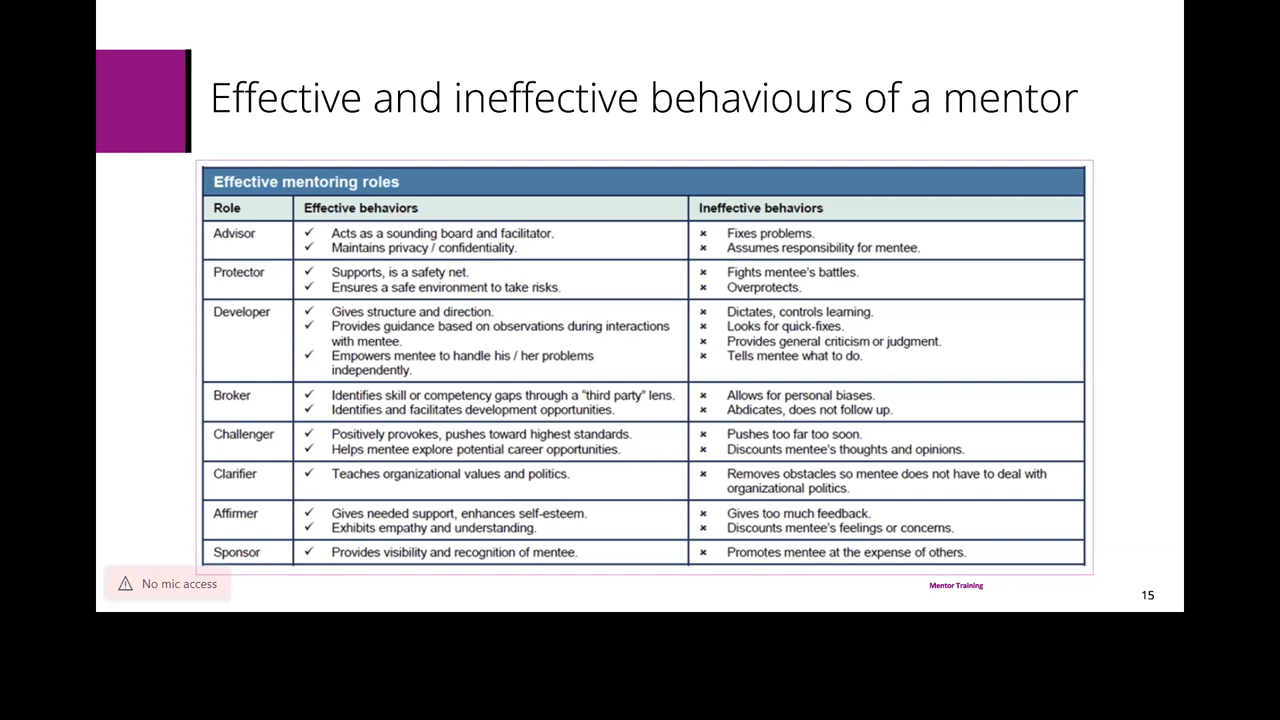 Effective and ineffective behaviours of a mentor
Effective mentoring roles
Role Effective behaviors Ineffective behaviors
Advisor
✓ Acts as a sounding board and facilitator.
✓ Maintains privacy / confidentiality.
× Fixes problems.
× Assumes responsibility for mentee.
Protector
✓ Supports, is a safety net.
✓ Ensures a safe environment to take risks.
× Fights mentee's battles.
× Overprotects.
Developer
✓ Gives structure and direction.
✓ Provides guidance based on observations during interactions
with mentee.
✓ Empowers mentee to handle his / her problems
independently.
× Dictates, controls learning.
× Looks for quick-fixes.
× Provides general criticism or judgment.
× Tells mentee what to do.
Broker
✓ Identifies skill or competency gaps through a "third party" lens.
✓ Identifies and facilitates development opportunities.
× Allows for personal biases.
× Abdicates, does not follow up.
Challenger
✓ Positively provokes, pushes toward highest standards.
✓ Helps mentee explore potential career opportunities.
× Pushes too far too soon.
× Discounts mentee's thoughts and opinions.
Clarifier
✓ Teaches organizational values and politics.
× Removes obstacles so mentee does not have to deal with
organizational politics.
Affirmer
✓ Gives needed support, enhances self-esteem.
✓ Exhibits empathy and understanding.
× Gives too much feedback.
× Discounts mentee's feelings or concerns.
Sponsor
✓ Provides visibility and recognition of mentee.
× Promotes mentee at the expense of others.
No mic access
Mentor Training
15